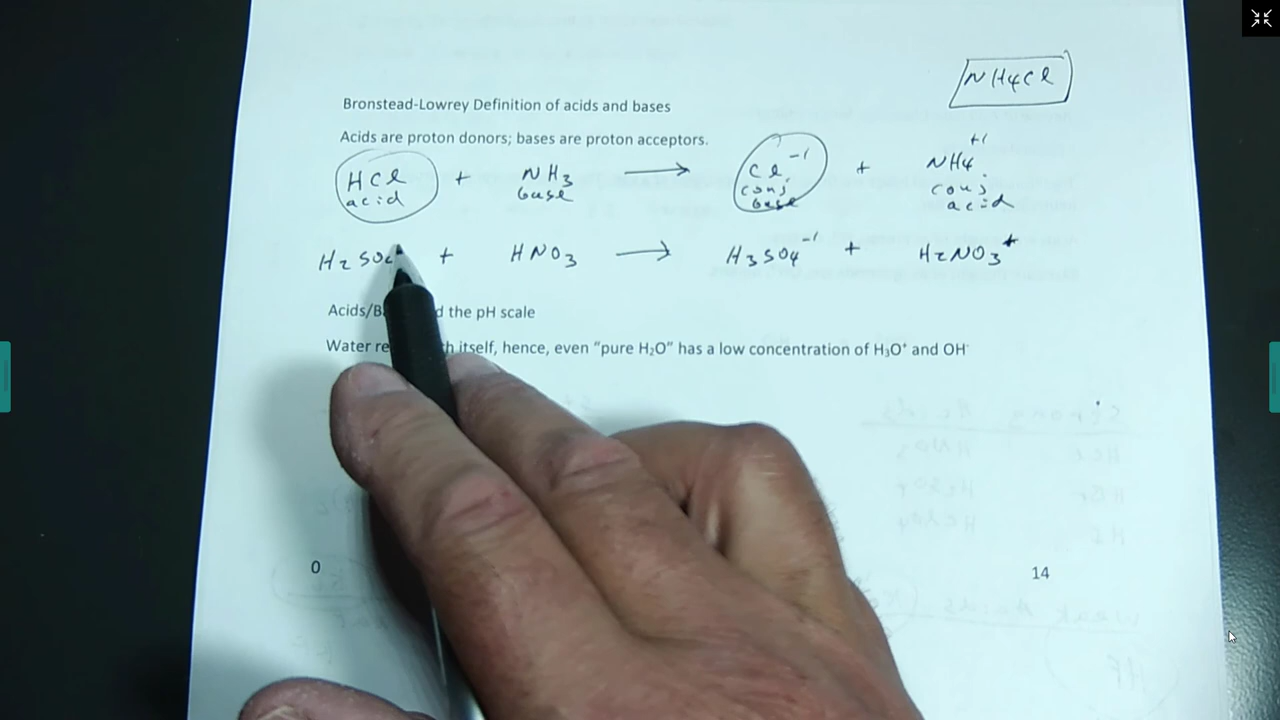 NH4Cl
Bronstead-Lowrey Definition of acids and bases
Acids are proton donors; bases are proton acceptors.
HCl + NH3 → Cl⁻¹ + NH4⁺¹
acid base conj base conj acid
H2SO4 + HNO3 → H3SO4⁻¹ + H2NO3⁺
Acids/B d the pH scale
Water re h itself, hence, even “pure H₂O” has a low concentration of H₃O⁺ and OH⁻
0 14